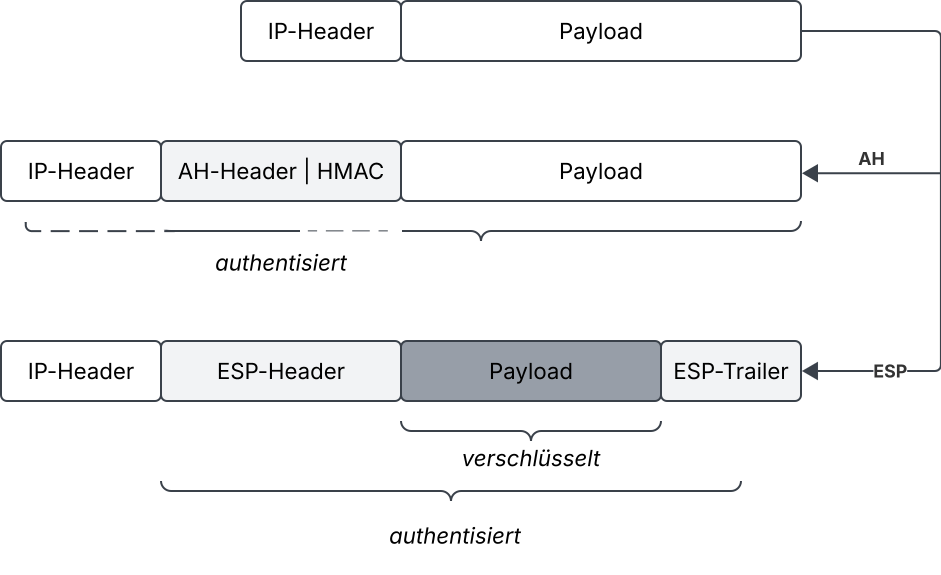 IP-Header
Payload
IP-Header
AH-Header | HMAC
Payload
AH
authentisiert
IP-Header
ESP-Header
Payload
ESP-Trailer
ESP
verschlüsselt
authentisiert